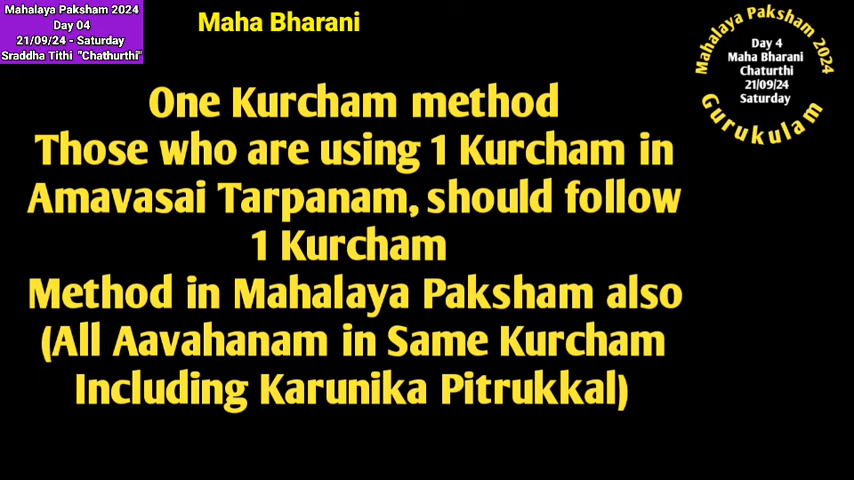 Mahalaya Paksham 2024
Day 04
21/09/24 - Saturday
Sraddha Tithi "Chathurthi"
Maha Bharani
Mahalaya Paksham 2024
Day 4
Maha Bharani
Chaturthi
21/09/24
Saturday
Gurukulam
One Kurcham method
Those who are using 1 Kurcham in
Amavasai Tarpanam, should follow
1 Kurcham
Method in Mahalaya Paksham also
(All Aavahanam in Same Kurcham
Including Karunika Pitrukkal)